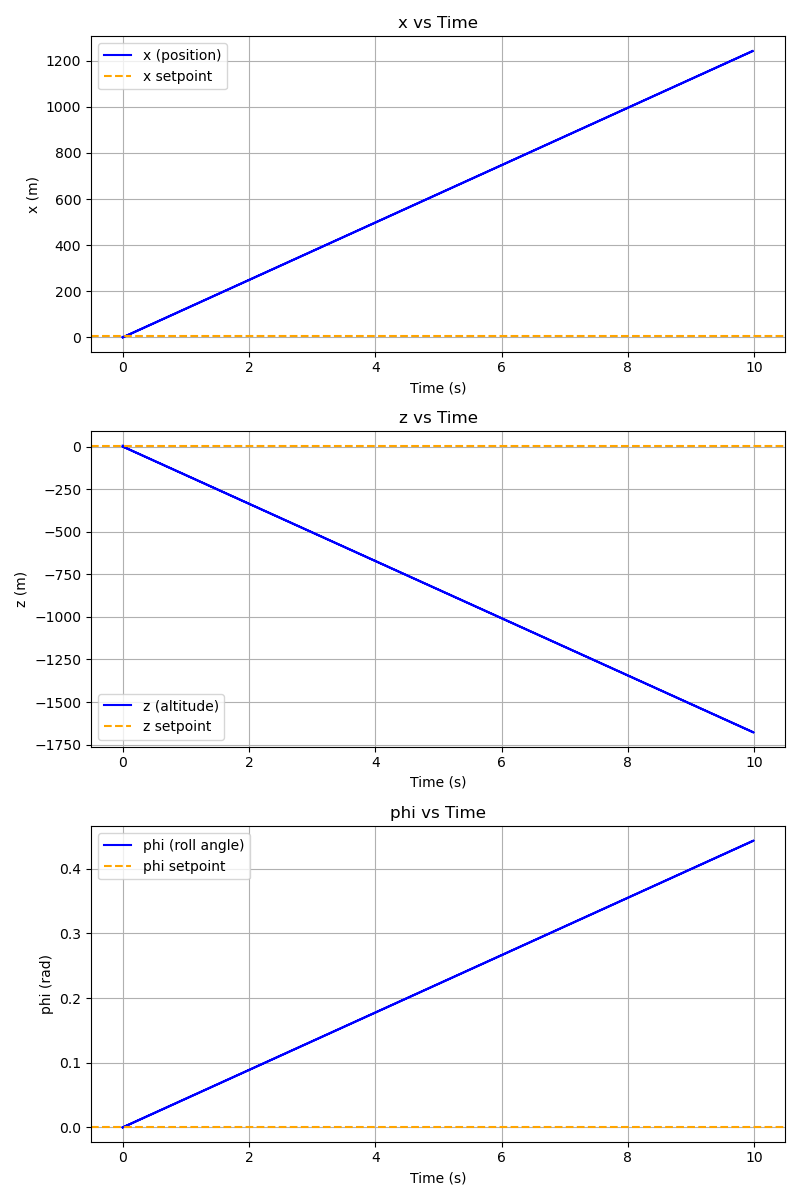 x vs Time
x (position)
x setpoint
1200
1000
800
600
400
200
0
x (m)
0 2 4 6 8 10
Time (s)
z vs Time
0
−250
−500
−750
−1000
−1250
−1500
−1750
z (m)
z (altitude)
z setpoint
0 2 4 6 8 10
Time (s)
phi vs Time
phi (roll angle)
phi setpoint
0.4
0.3
0.2
0.1
0.0
phi (rad)
0 2 4 6 8 10
Time (s)